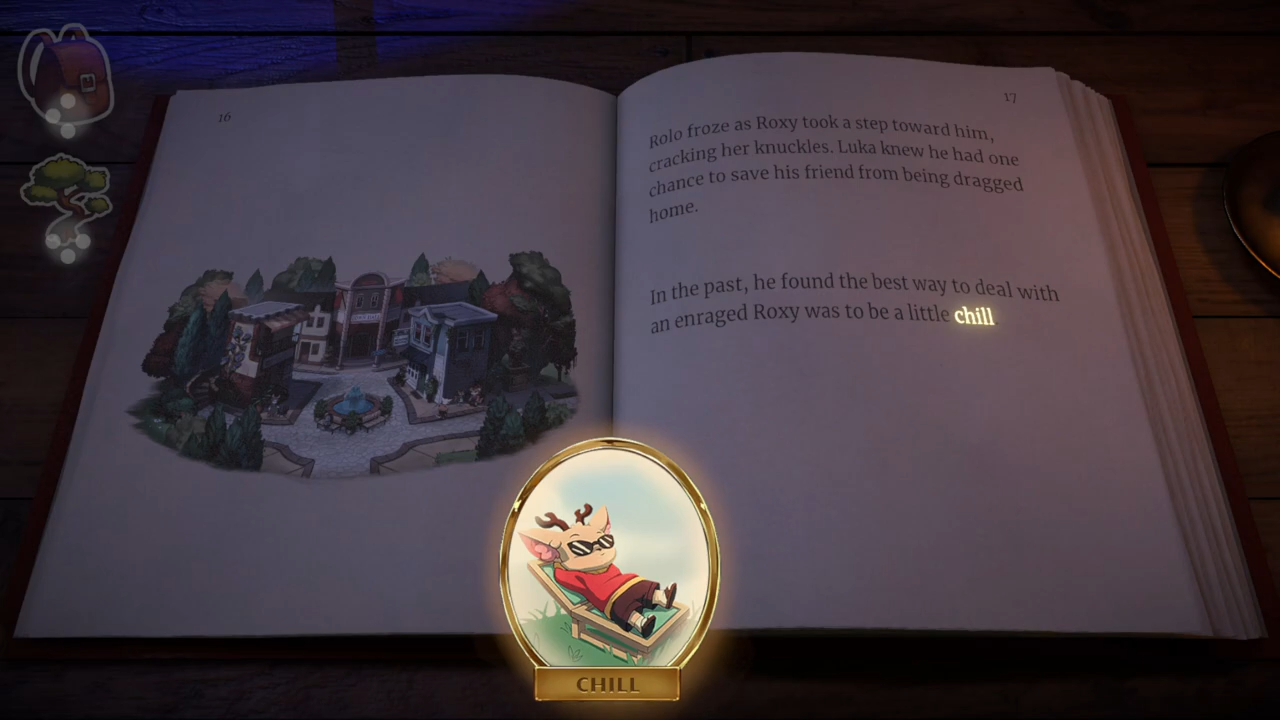 16
17
Rolo froze as Roxy took a step toward him,
cracking her knuckles. Luka knew he had one
chance to save his friend from being dragged
home.
In the past, he found the best way to deal with
an enraged Roxy was to be a little chill
CHILL